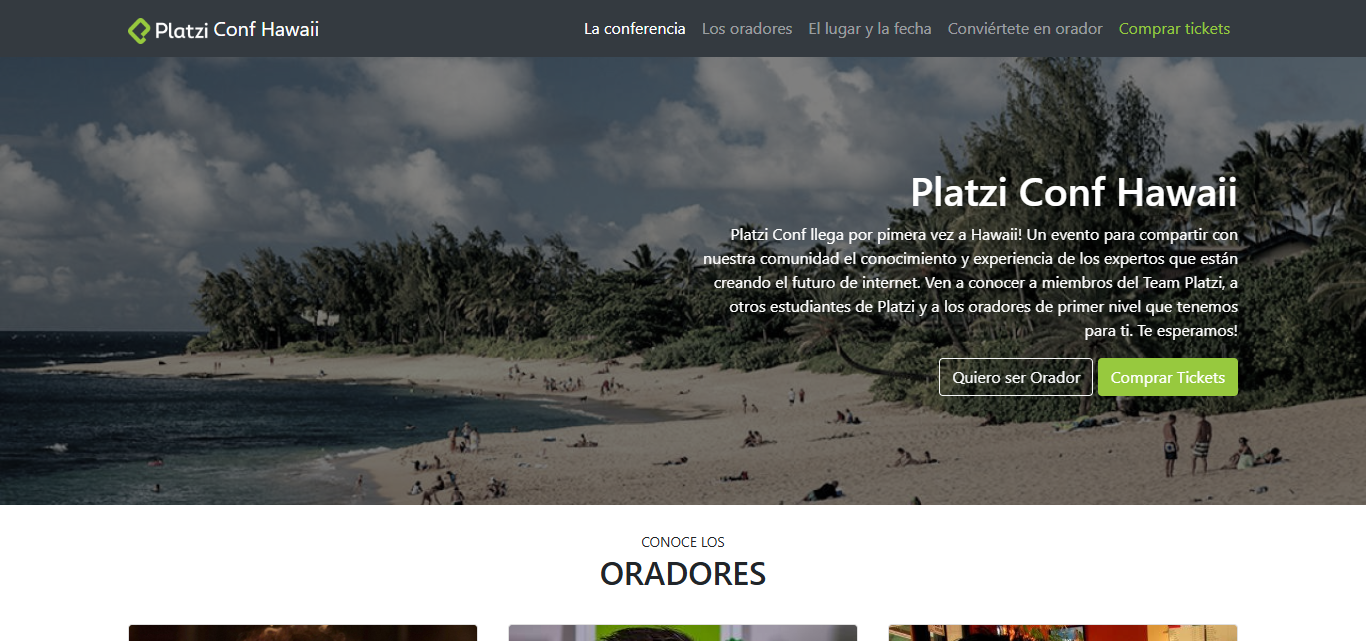 Platzi Conf Hawaii
La conferencia Los oradores El lugar y la fecha Conviértete en orador Comprar tickets
Platzi Conf Hawaii
Platzi Conf llega por pimera vez a Hawaii! Un evento para compartir con
nuestra comunidad el conocimiento y experiencia de los expertos que están
creando el futuro de internet. Ven a conocer a miembros del Team Platzi, a
otros estudiantes de Platzi y a los oradores de primer nivel que tenemos
para ti. Te esperamos!
Quiero ser Orador Comprar Tickets
CONOCE LOS
ORADORES